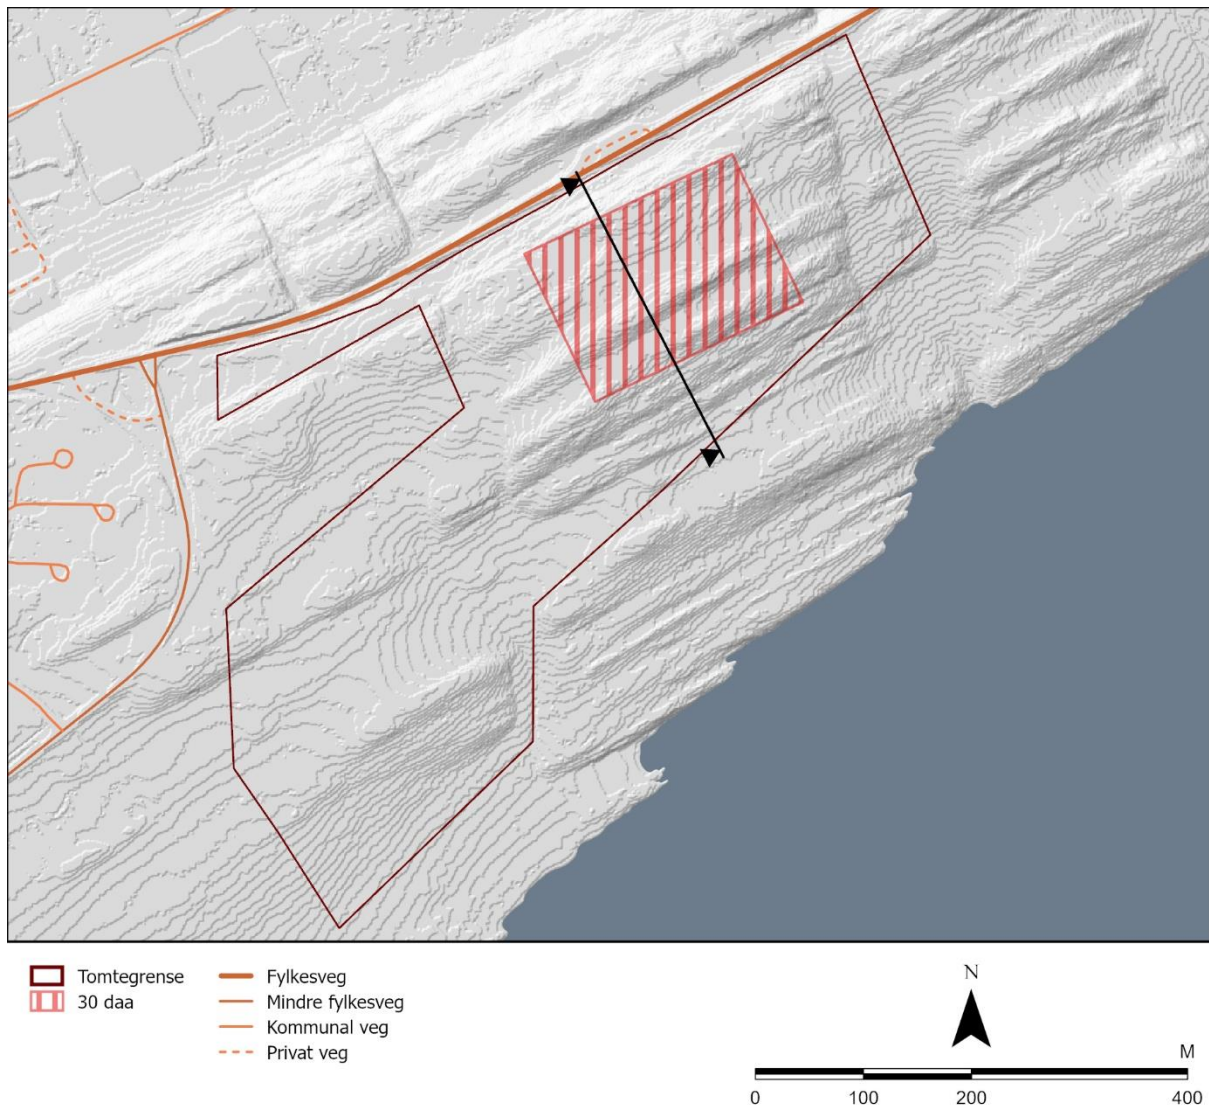 Tomtegrense
30 daa
Fylkesveg
Mindre fylkesveg
Kommunal veg
Privat veg
N
M
0 100 200 400